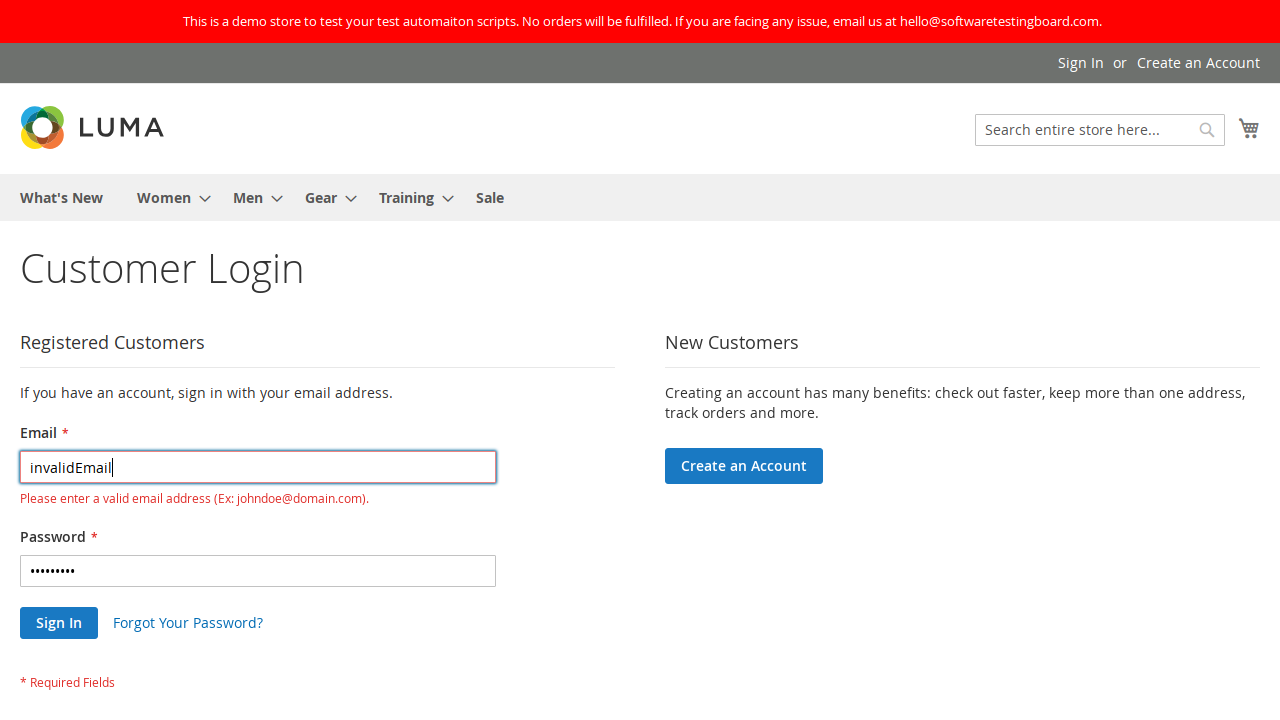 This is a demo store to test your test automaiton scripts. No orders will be fulfilled. If you are facing any issue, email us at hello@softwaretestingboard.com.
Sign In or Create an Account
LUMA
Search entire store here...
What's New Women Men Gear Training Sale
Customer Login
Registered Customers
If you have an account, sign in with your email address.
Email *
invalidEmail
Please enter a valid email address (Ex: johndoe@domain.com).
Password *
•••••••••
Sign In Forgot Your Password?
* Required Fields
New Customers
Creating an account has many benefits: check out faster, keep more than one address,
track orders and more.
Create an Account